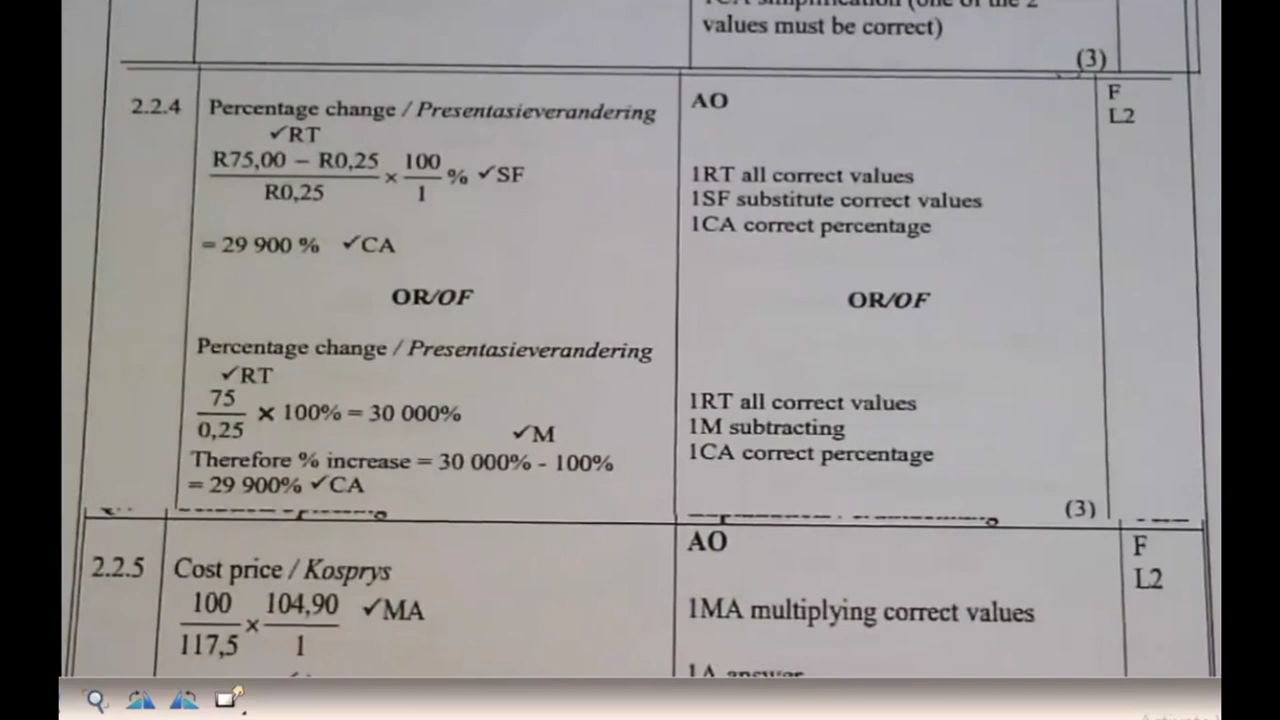 values must be correct)
(3)
2.2.4 Percentage change / Presentasieverandering AO F
L2
✓RT
R75,00 – R0,25 / R0,25 × 100 / 1 % ✓SF
1RT all correct values
1SF substitute correct values
1CA correct percentage
= 29 900 % ✓CA
OR/OF OR/OF
Percentage change / Presentasieverandering
✓RT
75 / 0,25 × 100% = 30 000%
✓M
Therefore % increase = 30 000% - 100%
= 29 900% ✓CA
1RT all correct values
1M subtracting
1CA correct percentage
(3)
2.2.5 Cost price / Kosprys AO F
L2
100 / 117,5 × 104,90 / 1 ✓MA
1MA multiplying correct values
1A answer